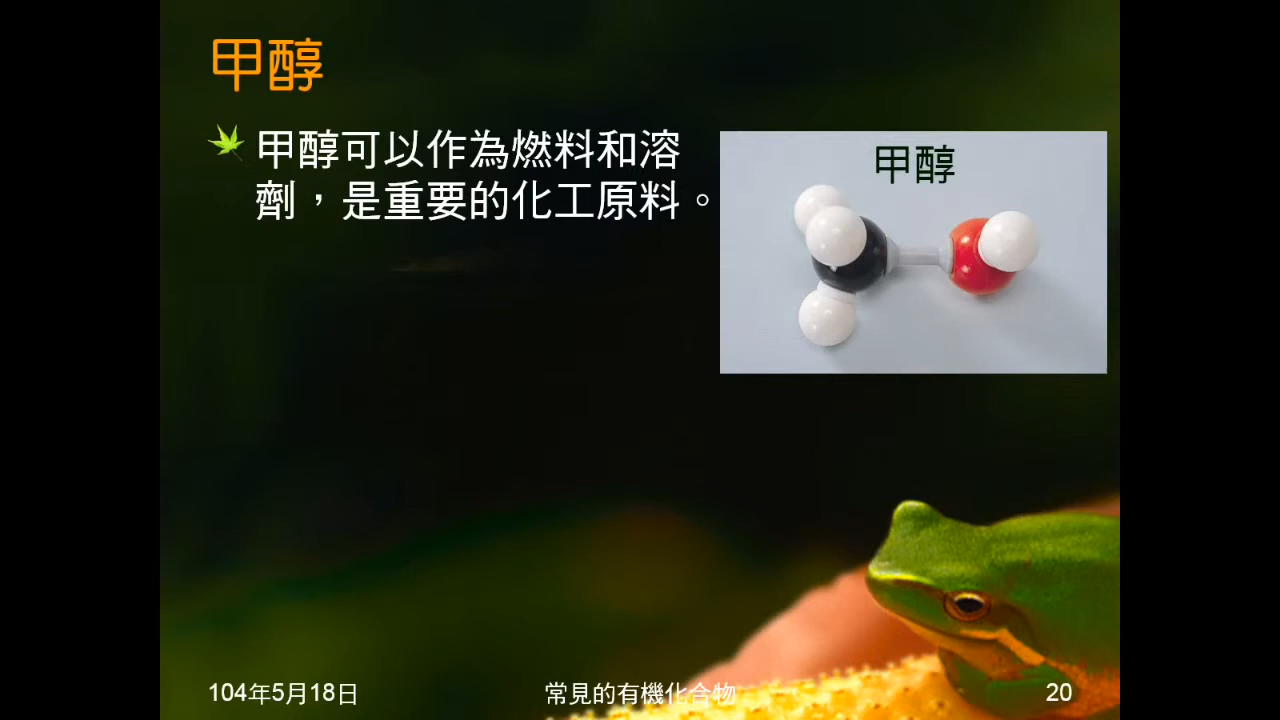 甲醇
甲醇可以作為燃料和溶
劑，是重要的化工原料。
甲醇
104年5月18日
常見的有機化合物
20